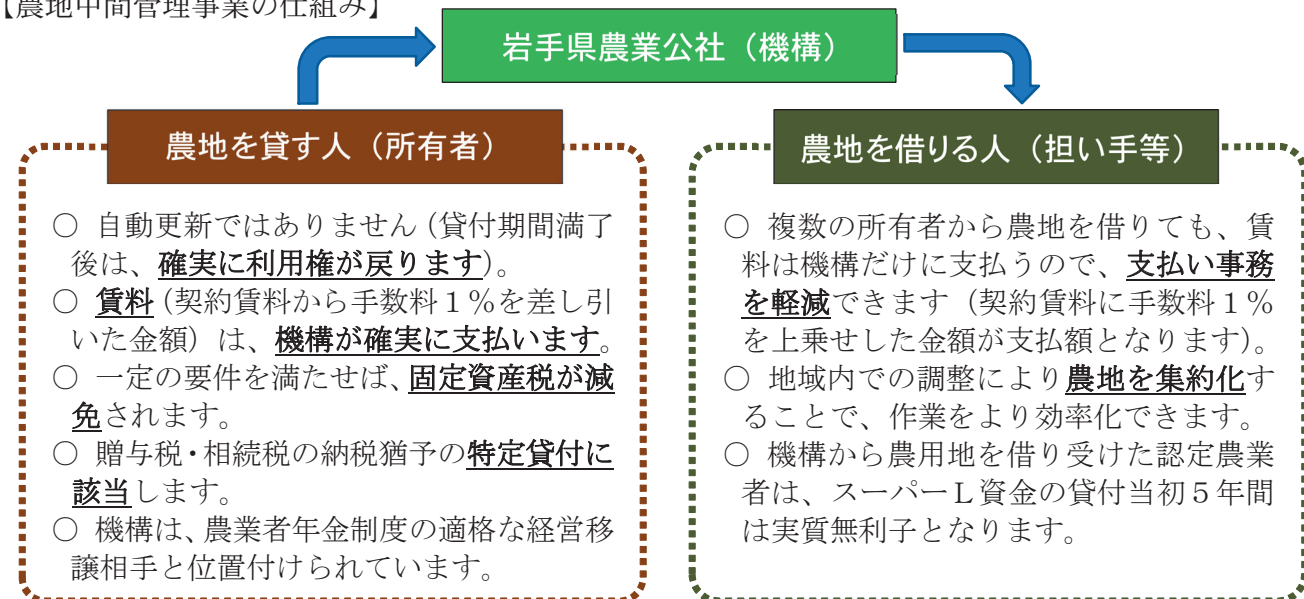 【農地中間管理事業の仕組み】
岩手県農業公社（機構）
農地を貸す人（所有者）
○ 自動更新ではありません（貸付期間満了
後は、確実に利用権が戻ります）。
○ 賃料（契約賃料から手数料１％を差し引
いた金額）は、機構が確実に支払います。
○ 一定の要件を満たせば、固定資産税が減
免されます。
○ 贈与税・相続税の納税猶予の特定貸付に
該当します。
○ 機構は、農業者年金制度の適格な経営移
譲相手と位置付けられています。
農地を借りる人（担い手等）
○ 複数の所有者から農地を借りても、賃
料は機構だけに支払うので、支払い事務
を軽減できます（契約賃料に手数料１％
を上乗せした金額が支払額となります）。
○ 地域内での調整により農地を集約化す
ることで、作業をより効率化できます。
○ 機構から農用地を借り受けた認定農業
者は、スーパーＬ資金の貸付当初５年間
は実質無利子となります。